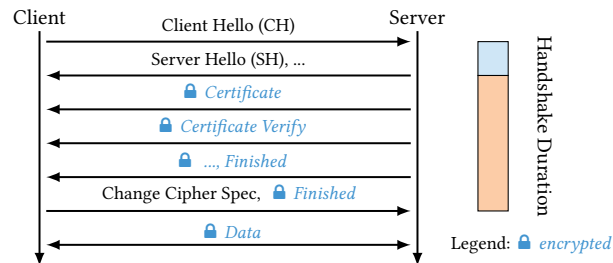 Client
Server
Client Hello (CH)
Server Hello (SH), ...
Certificate
Certificate Verify
..., Finished
Change Cipher Spec, Finished
Data
Handshake Duration
Legend: encrypted